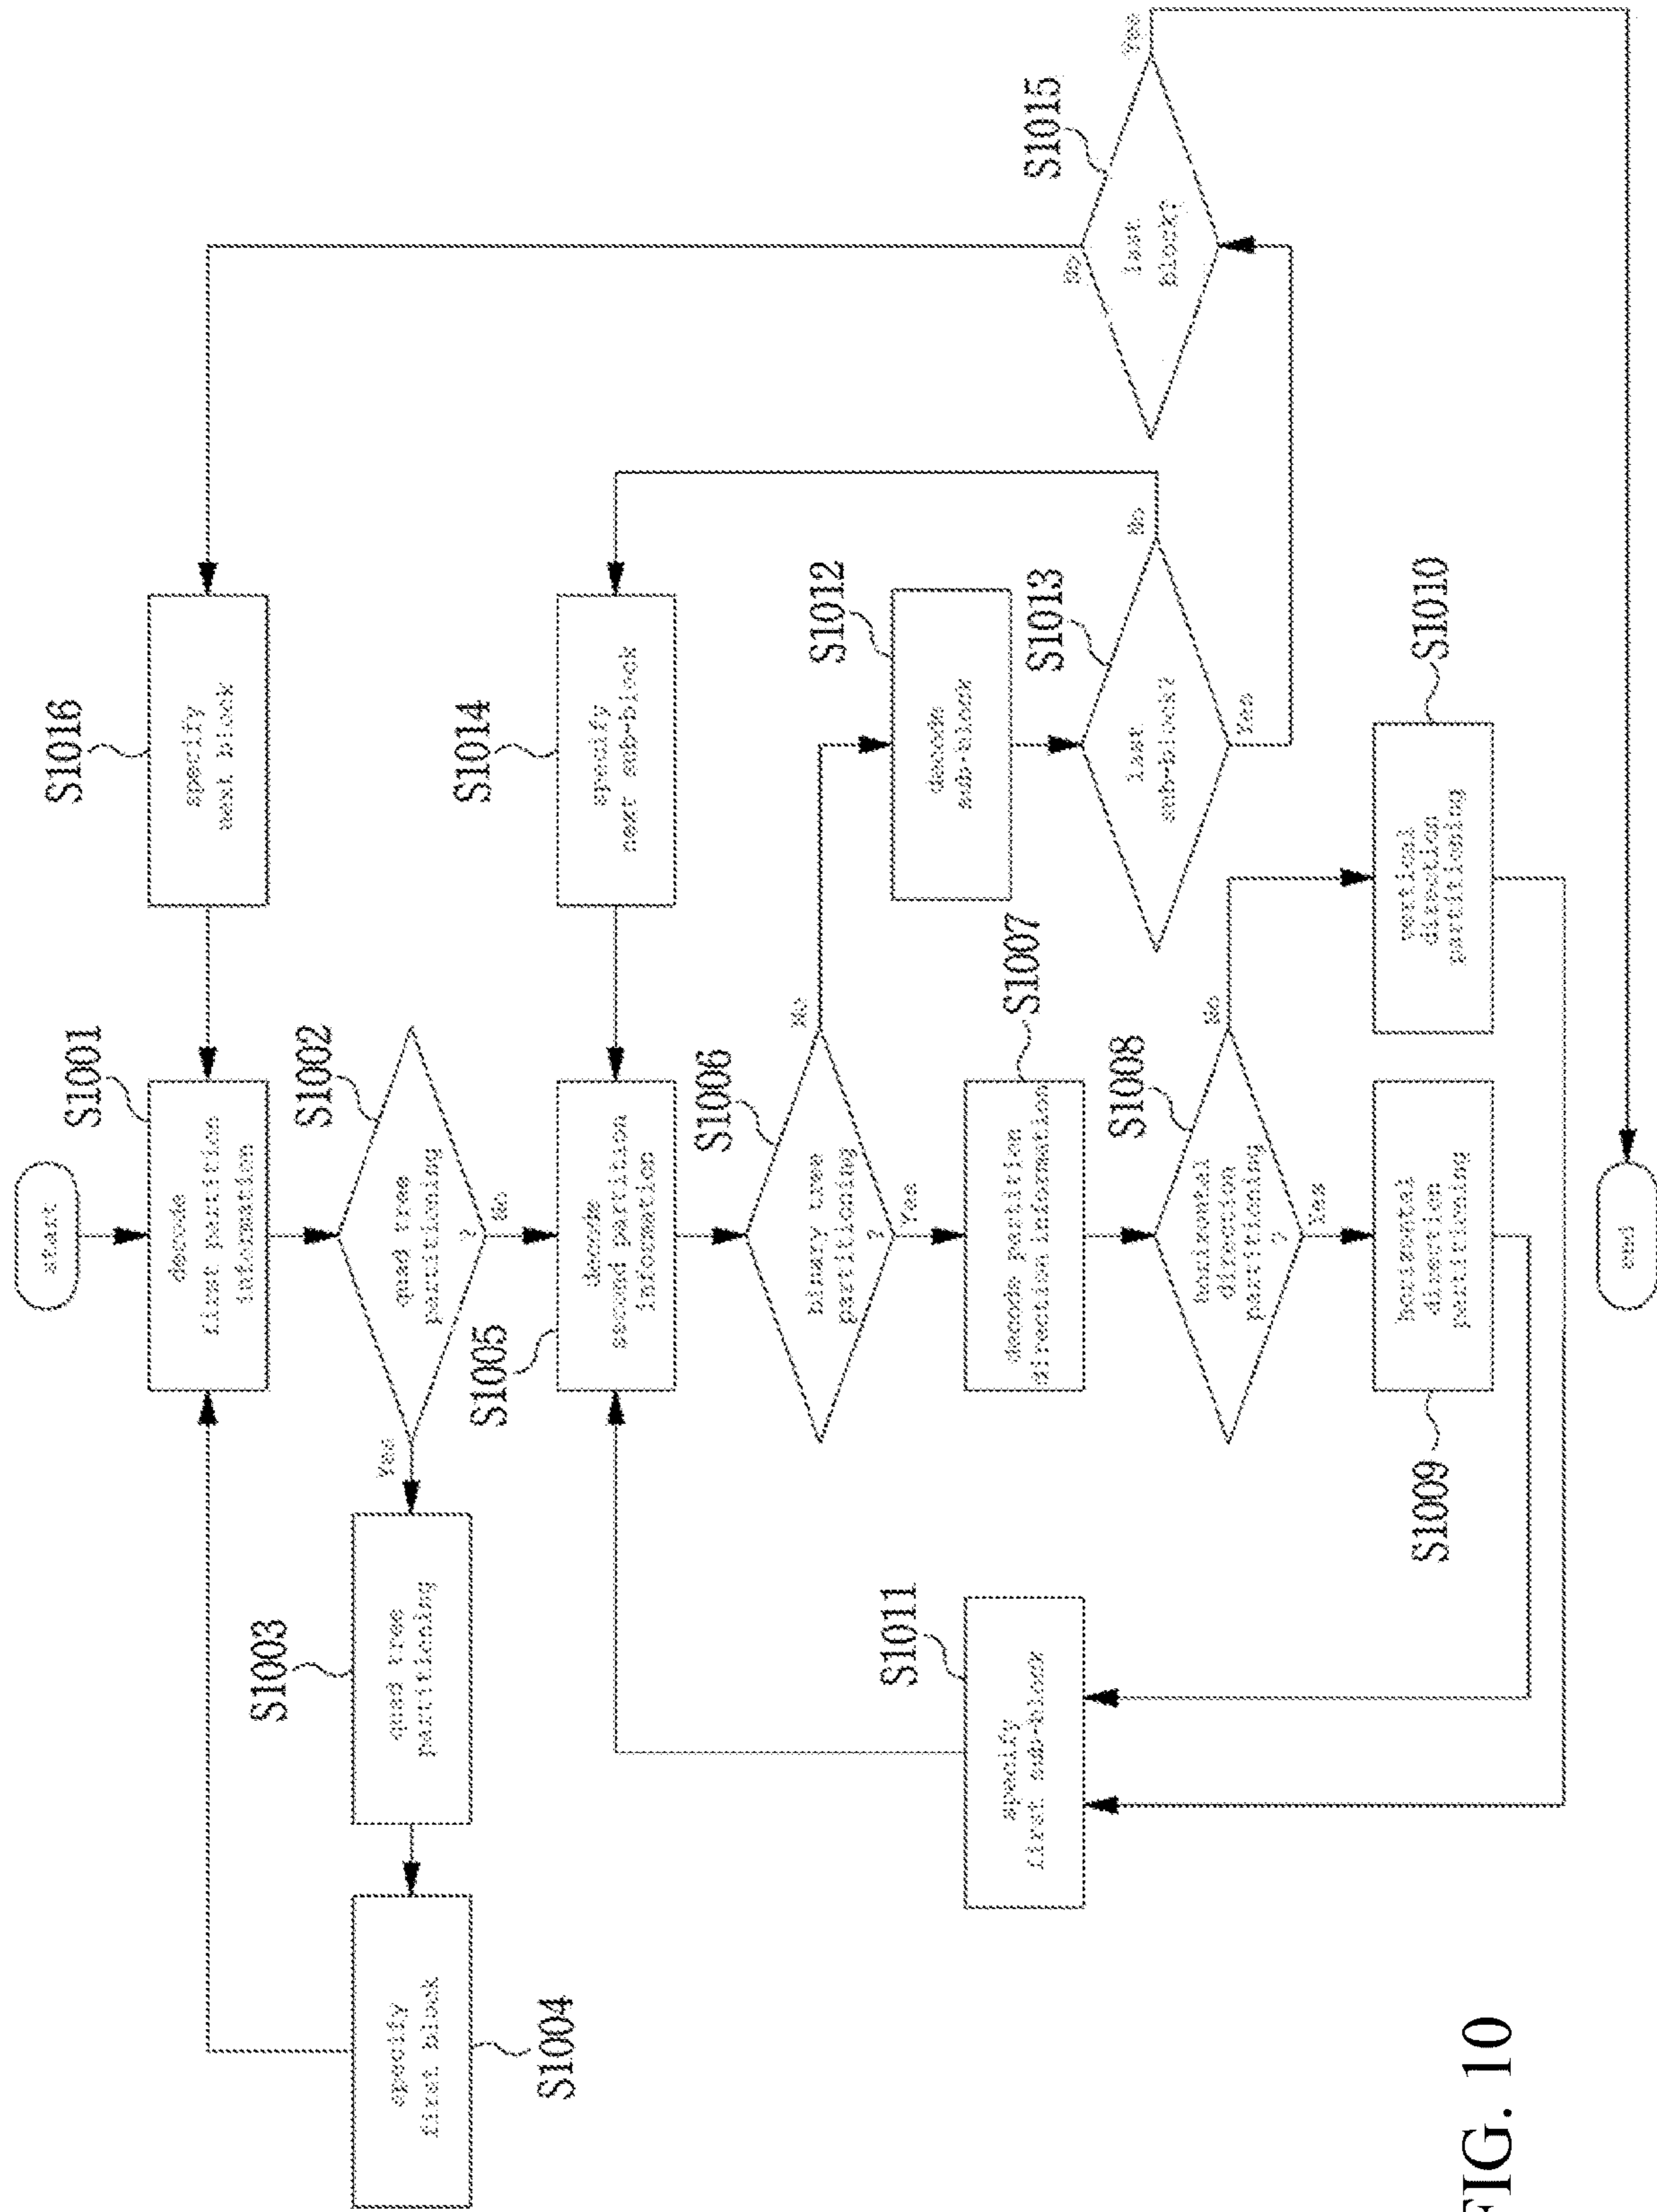 start
S1001
decode
first partition
information
S1002
quad tree
partitioning
?
Yes
No
S1003
quad tree
partitioning
S1004
specify
first block
S1005
decode
second partition
information
S1006
binary tree
partitioning
?
Yes
No
S1007
decode partition
direction information
S1008
horizontal
direction
partitioning
?
Yes
No
S1009
horizontal
direction
partitioning
S1010
vertical
direction
partitioning
S1011
specify
first sub-block
S1012
decode
sub-block
S1013
last
sub-block?
No
Yes
S1014
specify
next sub-block
S1015
last
block?
No
Yes
S1016
specify
next block
end
FIG. 10